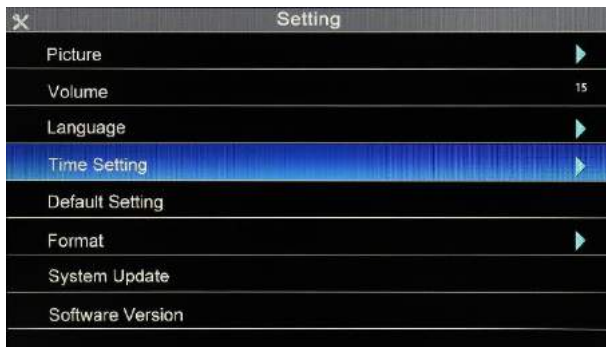 Setting
Picture
Volume 15
Language
Time Setting
Default Setting
Format
System Update
Software Version